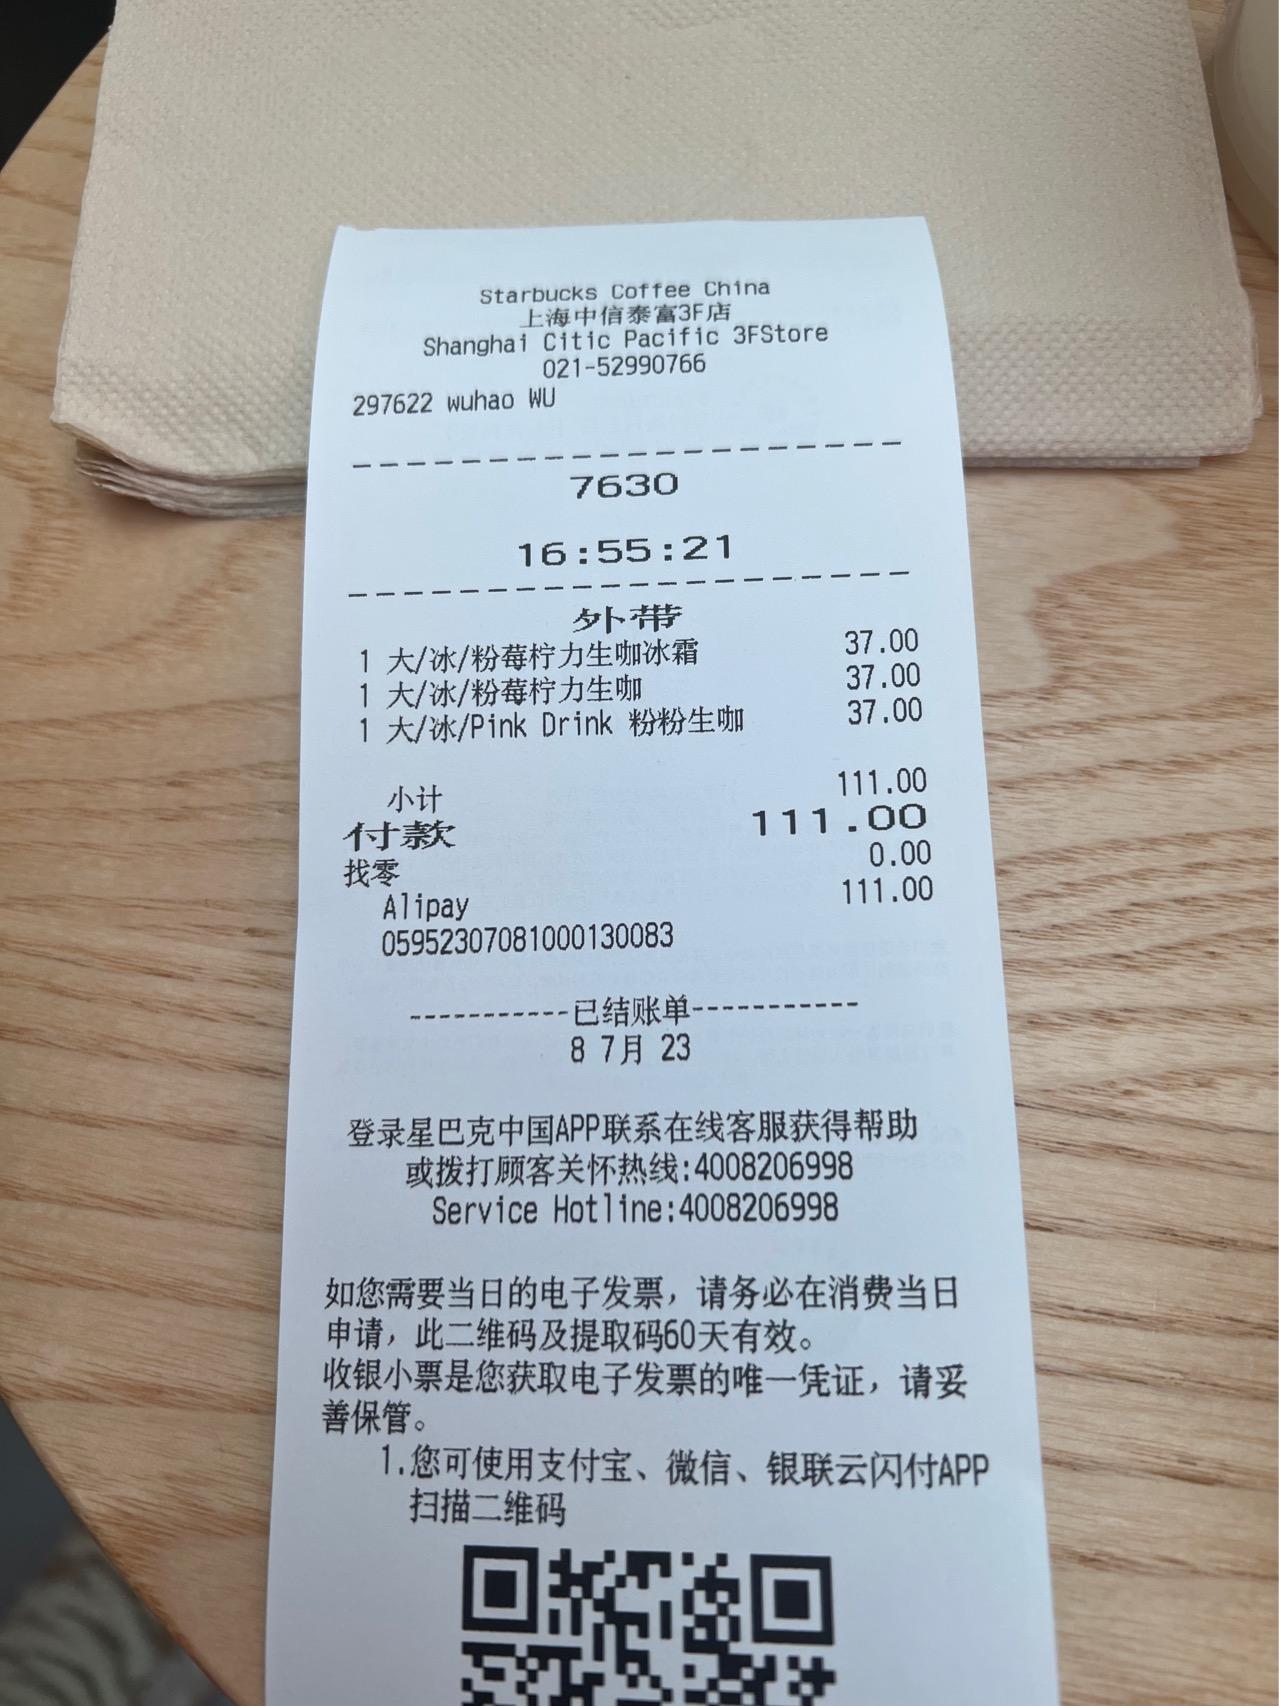 Starbucks Coffee China
上海中信泰富3F店
Shanghai Citic Pacific 3FStore
021-52990766
297622 wuhao WU
--------------------
7630
16:55:21
--------------------
外带
1 大/冰/粉莓柠力生咖冰霜 37.00
1 大/冰/粉莓柠力生咖 37.00
1 大/冰/Pink Drink 粉粉生咖 37.00
小计 111.00
付款 111.00
找零 0.00
Alipay 111.00
05952307081000130083
-----------已结账单-----------
8 7月 23
登录星巴克中国APP联系在线客服获得帮助
或拨打顾客关怀热线:4008206998
Service Hotline:4008206998
如您需要当日的电子发票，请务必在消费当日
申请，此二维码及提取码60天有效。
收银小票是您获取电子发票的唯一凭证，请妥
善保管。
1.您可使用支付宝、微信、银联云闪付APP
扫描二维码